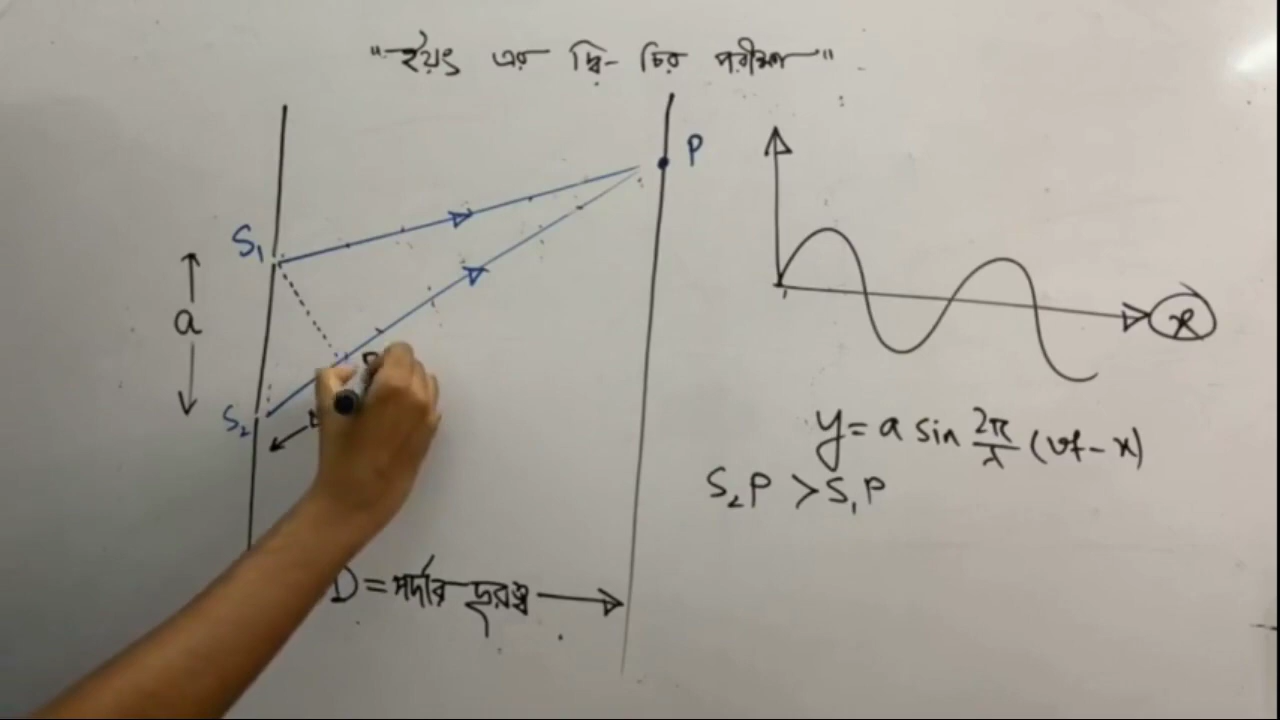 "ইয়ং এর দ্বি-চির পরীক্ষা"
P
S₁
a
S₂
x
y = a sin 2π/λ (vt - x)
S₂P > S₁P
D = পর্দার দূরত্ব